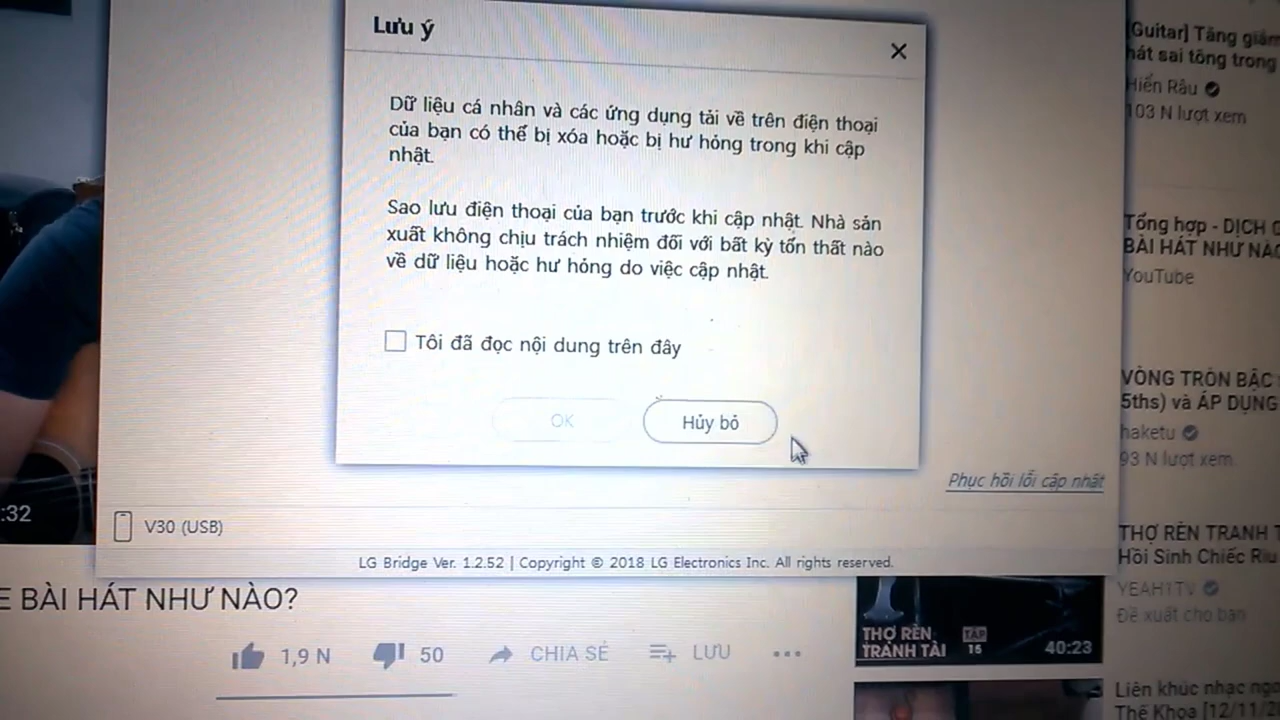 Lưu ý
Dữ liệu cá nhân và các ứng dụng tải về trên điện thoại
của bạn có thể bị xóa hoặc bị hư hỏng trong khi cập
nhật.
Sao lưu điện thoại của bạn trước khi cập nhật. Nhà sản
xuất không chịu trách nhiệm đối với bất kỳ tổn thất nào
về dữ liệu hoặc hư hỏng do việc cập nhật.
Tôi đã đọc nội dung trên đây
OK
Hủy bỏ
Phục hồi lỗi cập nhật
V30 (USB)
LG Bridge Ver. 1.2.52 | Copyright © 2018 LG Electronics Inc. All rights reserved.
:32
E BÀI HÁT NHƯ NÀO?
1,9 N
50
CHIA SẺ
LƯU
[Guitar] Tăng giảm
hát sai tông trong
Hiển Râu
103 N lượt xem
Tổng hợp - DỊCH
BÀI HÁT NHƯ NÀO
YouTube
VÒNG TRÒN BẬC
5ths) và ÁP DỤNG
haketu
93 N lượt xem
THỢ RÈN TRANH T
Hồi Sinh Chiếc Rìu
YEAH1TV
Đề xuất cho bạn
THỢ RÈN
TRANH TÀI
TẬP
15
40:23
Liên khúc nhạc ngo
Thế Khoa [12/11/2